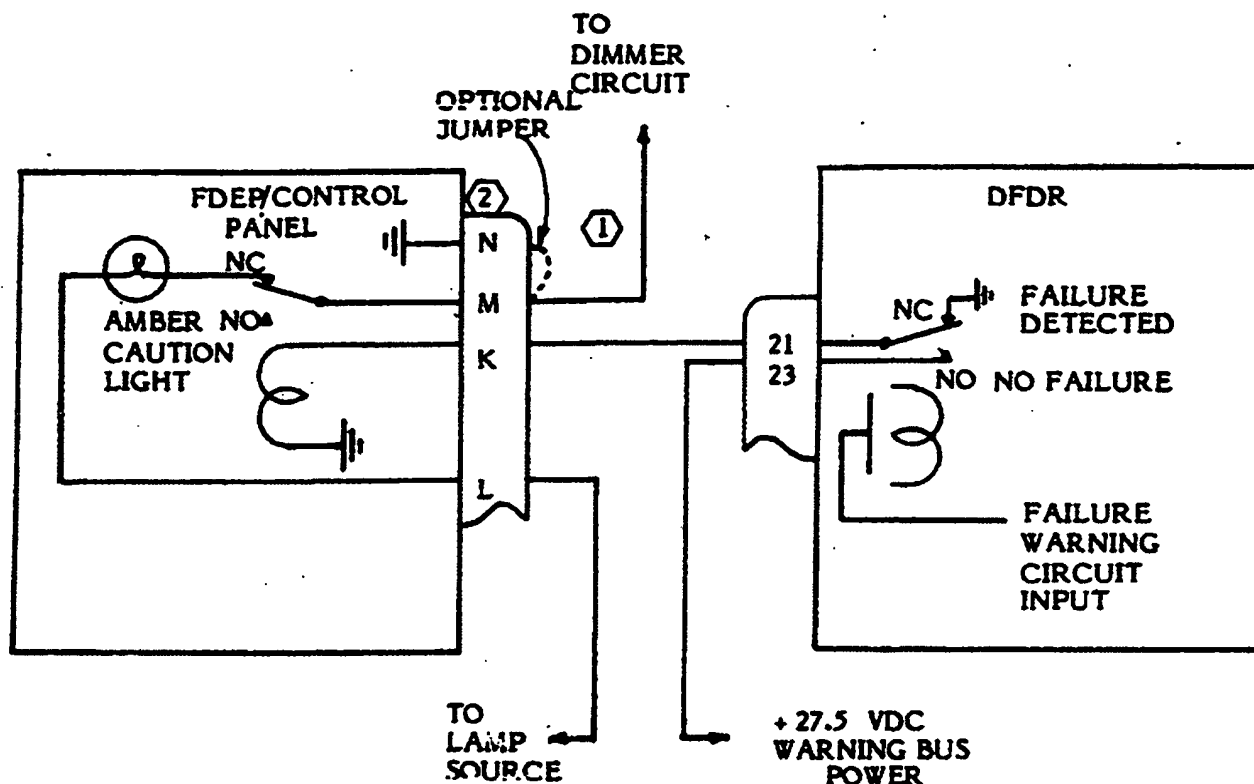 TO
DIMMER
CIRCUIT
OPTIONAL
JUMPER
FDEP/CONTROL
PANEL
2
1
DFDR
N
NC
M
AMBER NO
CAUTION
LIGHT
K
L
NC
FAILURE
DETECTED
21
23
NO NO FAILURE
FAILURE
WARNING
CIRCUIT
INPUT
TO
LAMP
SOURCE
+27.5 VDC
WARNING BUS
POWER